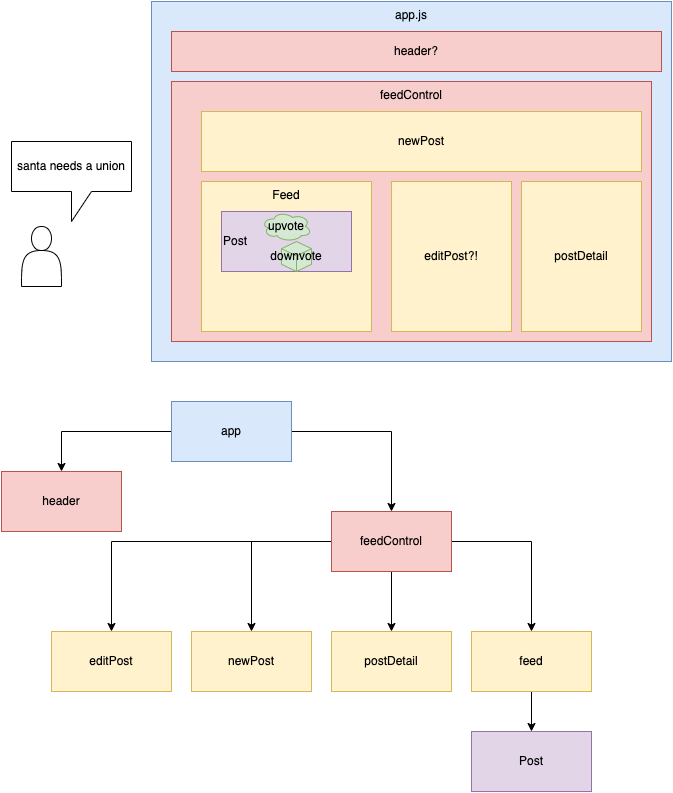 app.js
header?
feedControl
newPost
santa needs a union
Feed
Post
upvote
downvote
editPost?!
postDetail
app
header
feedControl
editPost
newPost
postDetail
feed
Post